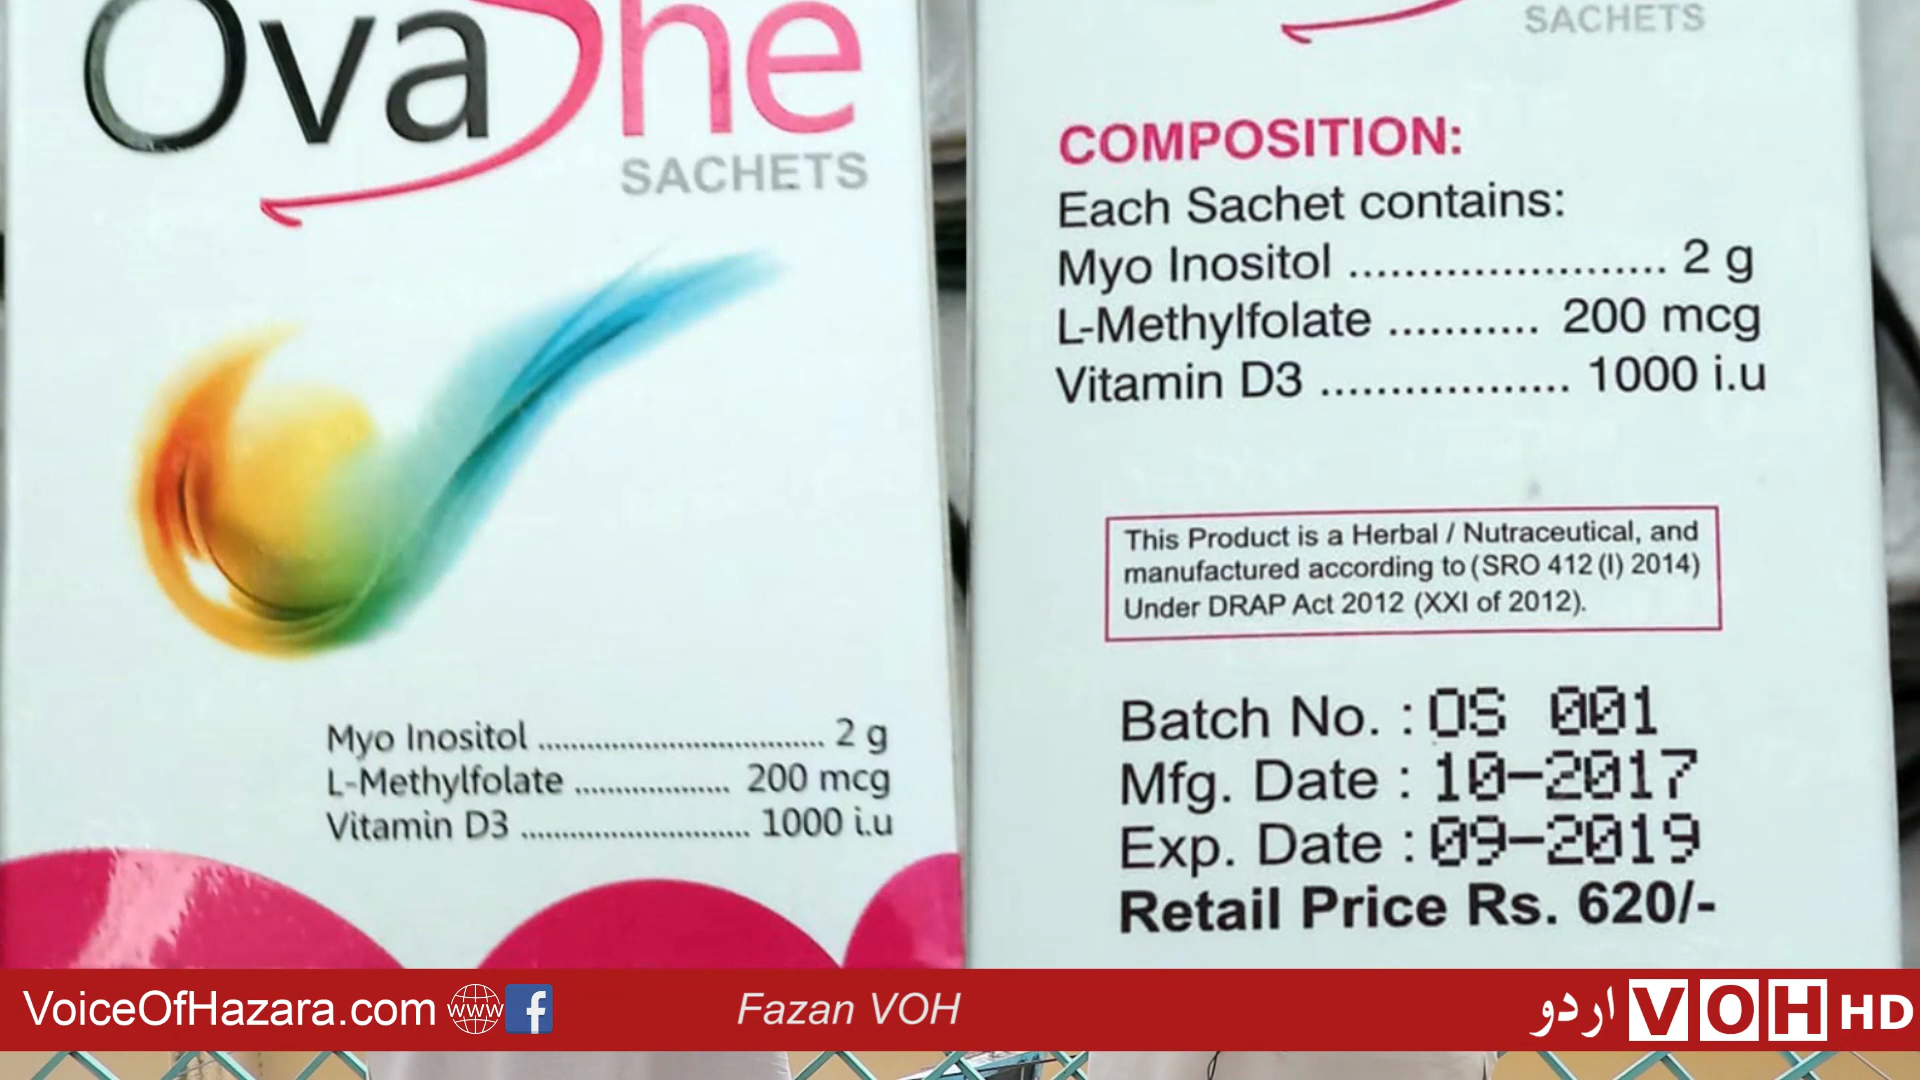 OvaShe
SACHETS
Myo Inositol ................................... 2 g
L-Methylfolate ................... 200 mcg
Vitamin D3 ............................ 1000 i.u
SACHETS
COMPOSITION:
Each Sachet contains:
Myo Inositol ....................... 2 g
L-Methylfolate ........... 200 mcg
Vitamin D3 .................. 1000 i.u
This Product is a Herbal / Nutraceutical, and
manufactured according to (SRO 412 (I) 2014)
Under DRAP Act 2012 (XXI of 2012).
Batch No. : OS 001
Mfg. Date : 10-2017
Exp. Date : 09-2019
Retail Price Rs. 620/-
VoiceOfHazara.com www f
Fazan VOH
اردو VOH HD